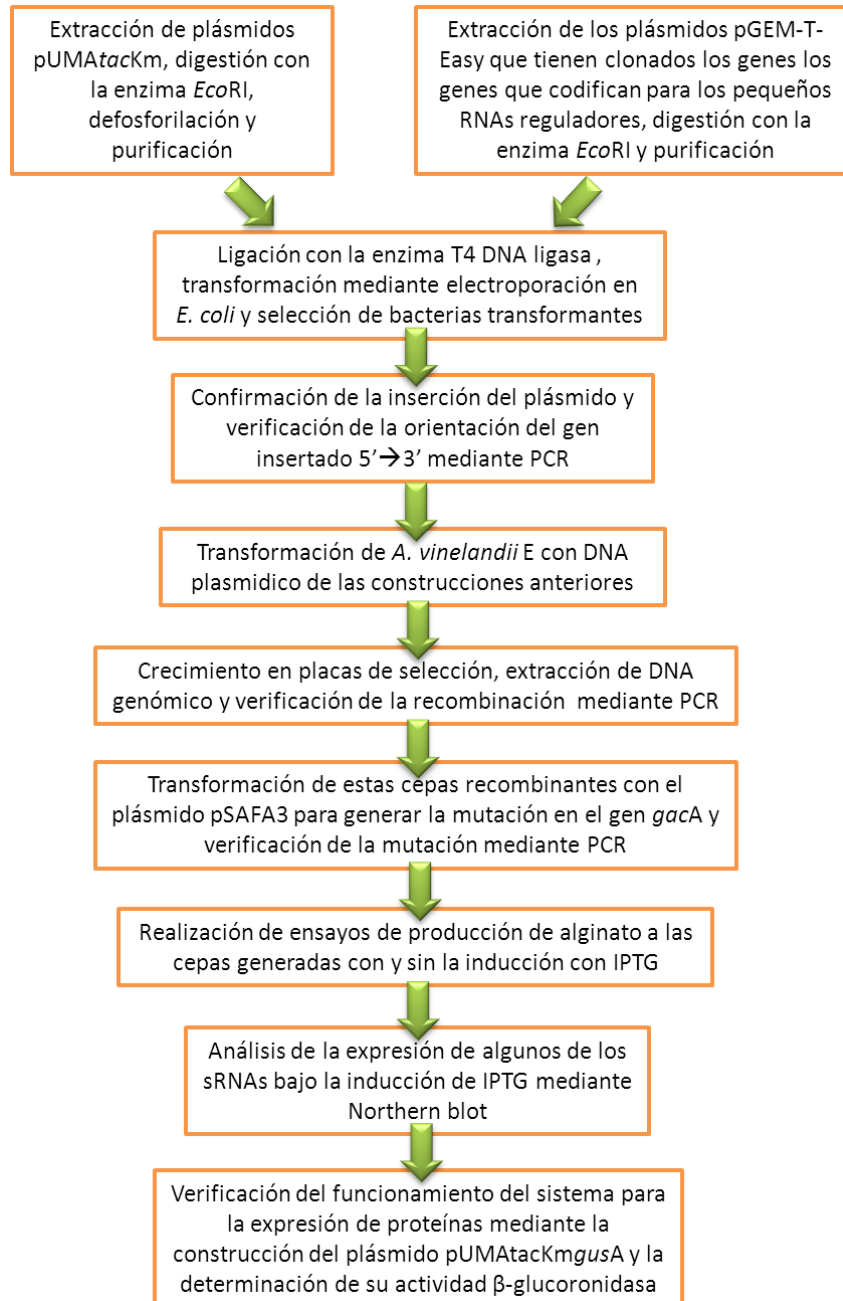 Extracción de plásmidos
pUMAtacKm, digestión con
la enzima EcoRI,
defosforilación y
purificación
Extracción de los plásmidos pGEM-T-
Easy que tienen clonados los genes los
genes que codifican para los pequeños
RNAs reguladores, digestión con la
enzima EcoRI y purificación
Ligación con la enzima T4 DNA ligasa ,
transformación mediante electroporación en
E. coli y selección de bacterias transformantes
Confirmación de la inserción del plásmido y
verificación de la orientación del gen
insertado 5’→3’ mediante PCR
Transformación de A. vinelandii E con DNA
plasmidico de las construcciones anteriores
Crecimiento en placas de selección, extracción de DNA
genómico y verificación de la recombinación mediante PCR
Transformación de estas cepas recombinantes con el
plásmido pSAFA3 para generar la mutación en el gen gacA y
verificación de la mutación mediante PCR
Realización de ensayos de producción de alginato a las
cepas generadas con y sin la inducción con IPTG
Análisis de la expresión de algunos de los
sRNAs bajo la inducción de IPTG mediante
Northern blot
Verificación del funcionamiento del sistema para
la expresión de proteínas mediante la
construcción del plásmido pUMAtacKmgusA y la
determinación de su actividad β-glucoronidasa